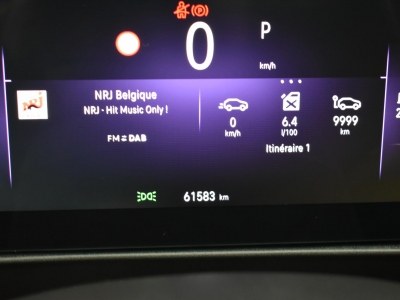 0
P
km/h
NRJ
NRJ Belgique
NRJ - Hit Music Only !
FM = DAB
0
km/h
6.4
l/100
9999
km
Itinéraire 1
61583 km